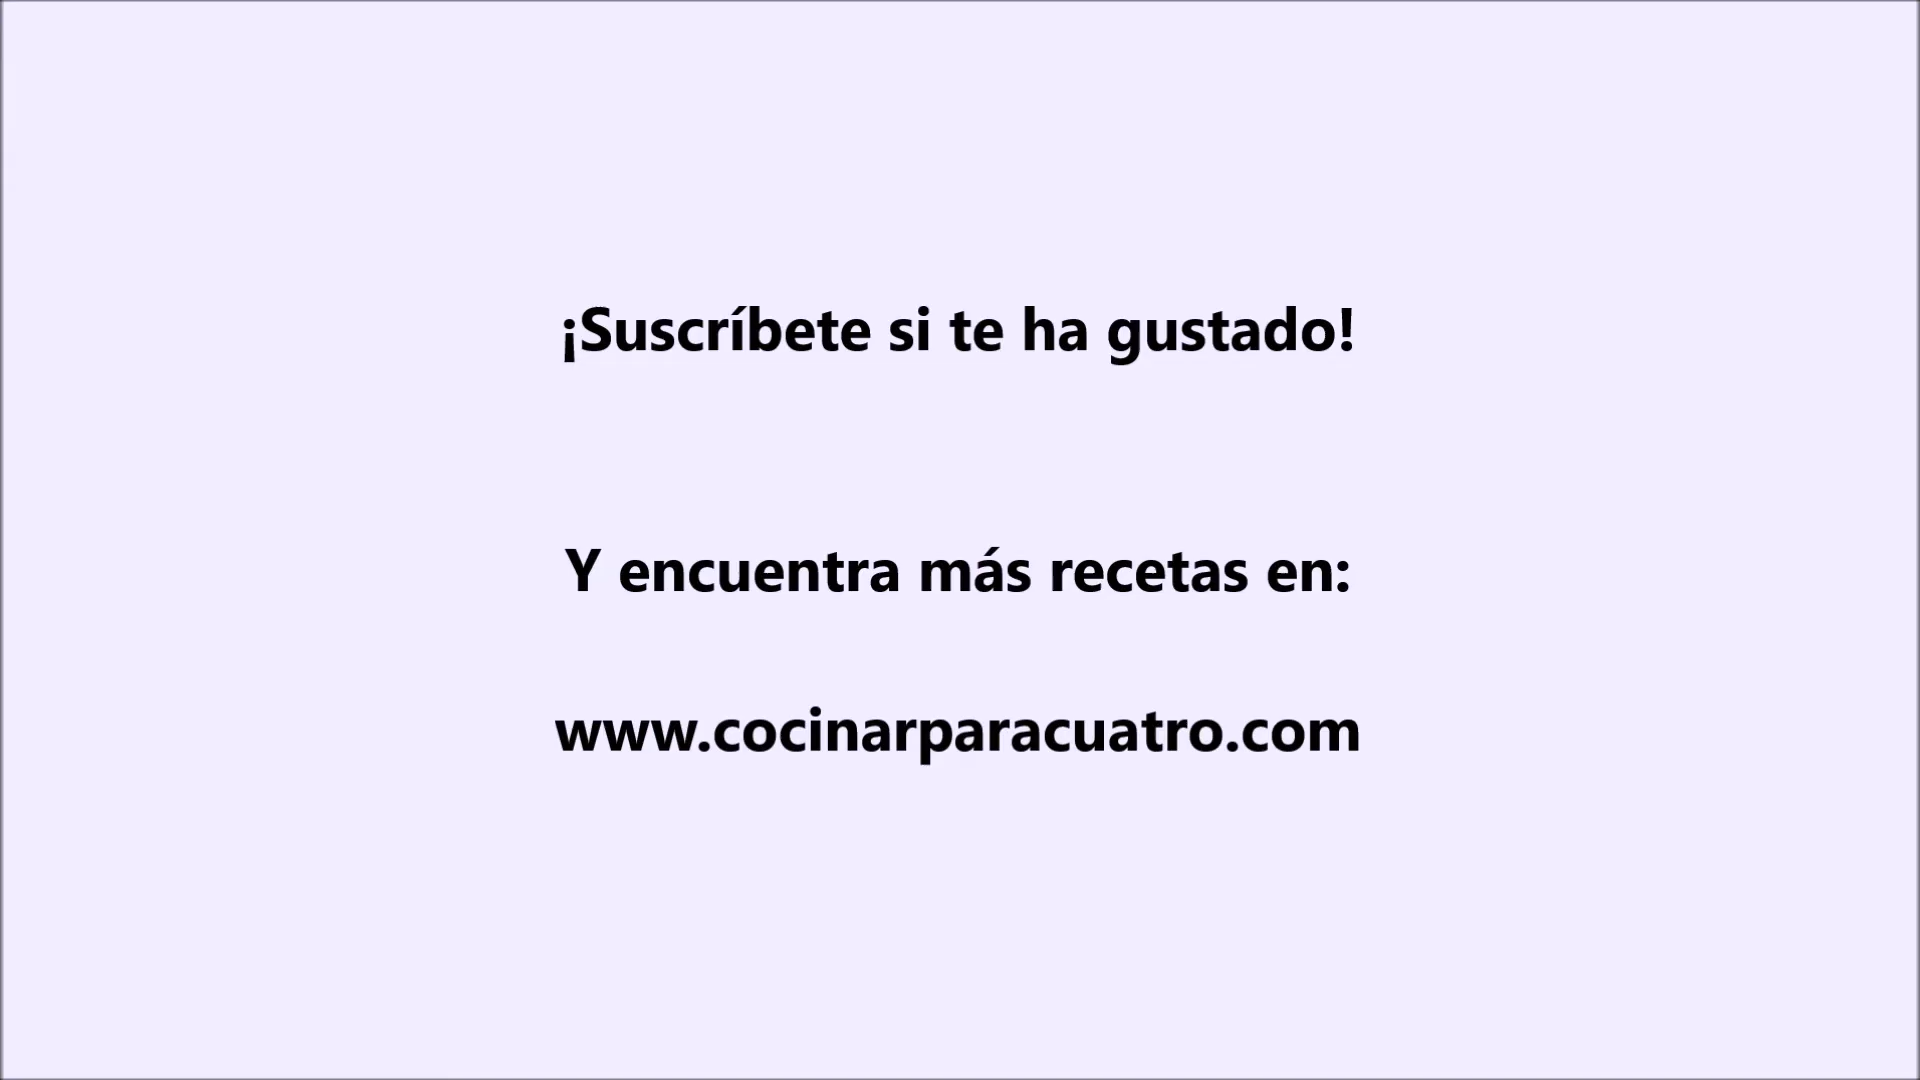 ¡Suscríbete si te ha gustado!
Y encuentra más recetas en:
www.cocinarparacuatro.com